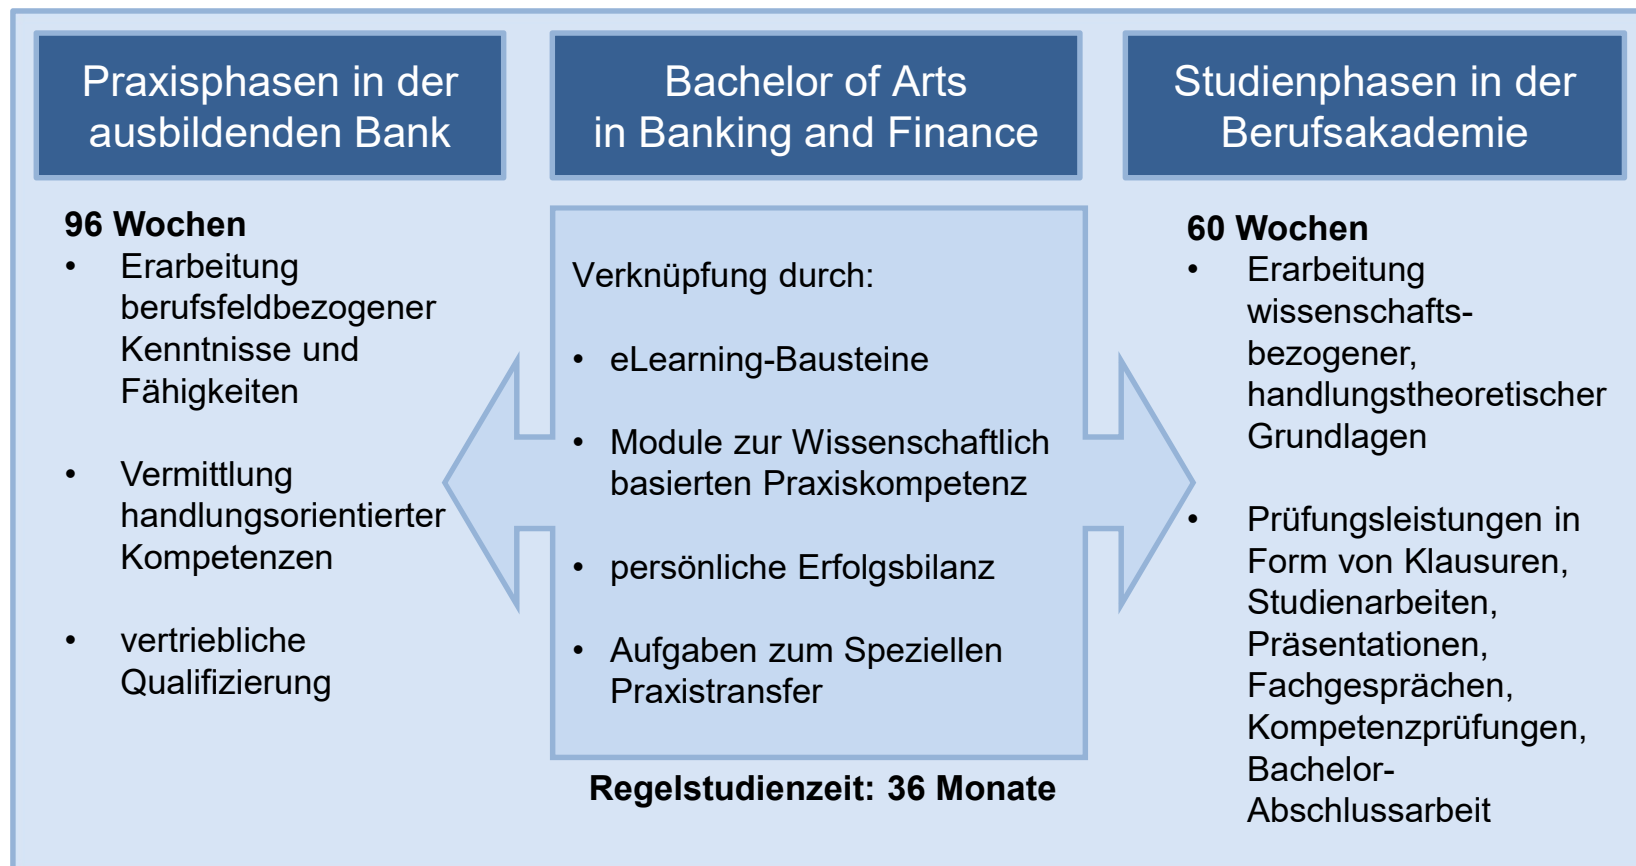 Praxisphasen in der
ausbildenden Bank
Bachelor of Arts
in Banking and Finance
Studienphasen in der
Berufsakademie
96 Wochen
• Erarbeitung
berufsfeldbezogener
Kenntnisse und
Fähigkeiten
• Vermittlung
handlungsorientierter
Kompetenzen
• vertriebliche
Qualifizierung
Verknüpfung durch:
• eLearning-Bausteine
• Module zur Wissenschaftlich
basierten Praxiskompetenz
• persönliche Erfolgsbilanz
• Aufgaben zum Speziellen
Praxistransfer
Regelstudienzeit: 36 Monate
60 Wochen
• Erarbeitung
wissenschafts-
bezogener,
handlungstheoretischer
Grundlagen
• Prüfungsleistungen in
Form von Klausuren,
Studienarbeiten,
Präsentationen,
Fachgesprächen,
Kompetenzprüfungen,
Bachelor-
Abschlussarbeit